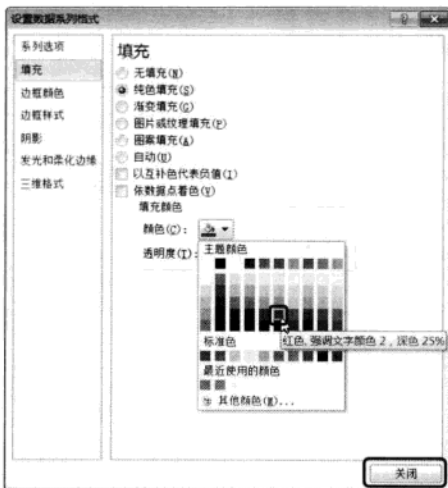 设置数据系列格式
系列选项
填充
边框颜色
边框样式
阴影
发光和柔化边缘
三维格式
填充
无填充(N)
纯色填充(S)
渐变填充(G)
图片或纹理填充(P)
图案填充(A)
自动(U)
以互补色代表负值(I)
依数据点着色(V)
填充颜色
颜色(C):
透明度(T):
主题颜色
红色, 强调文字颜色 2, 深色 25%
标准色
最近使用的颜色
其他颜色(M)...
关闭